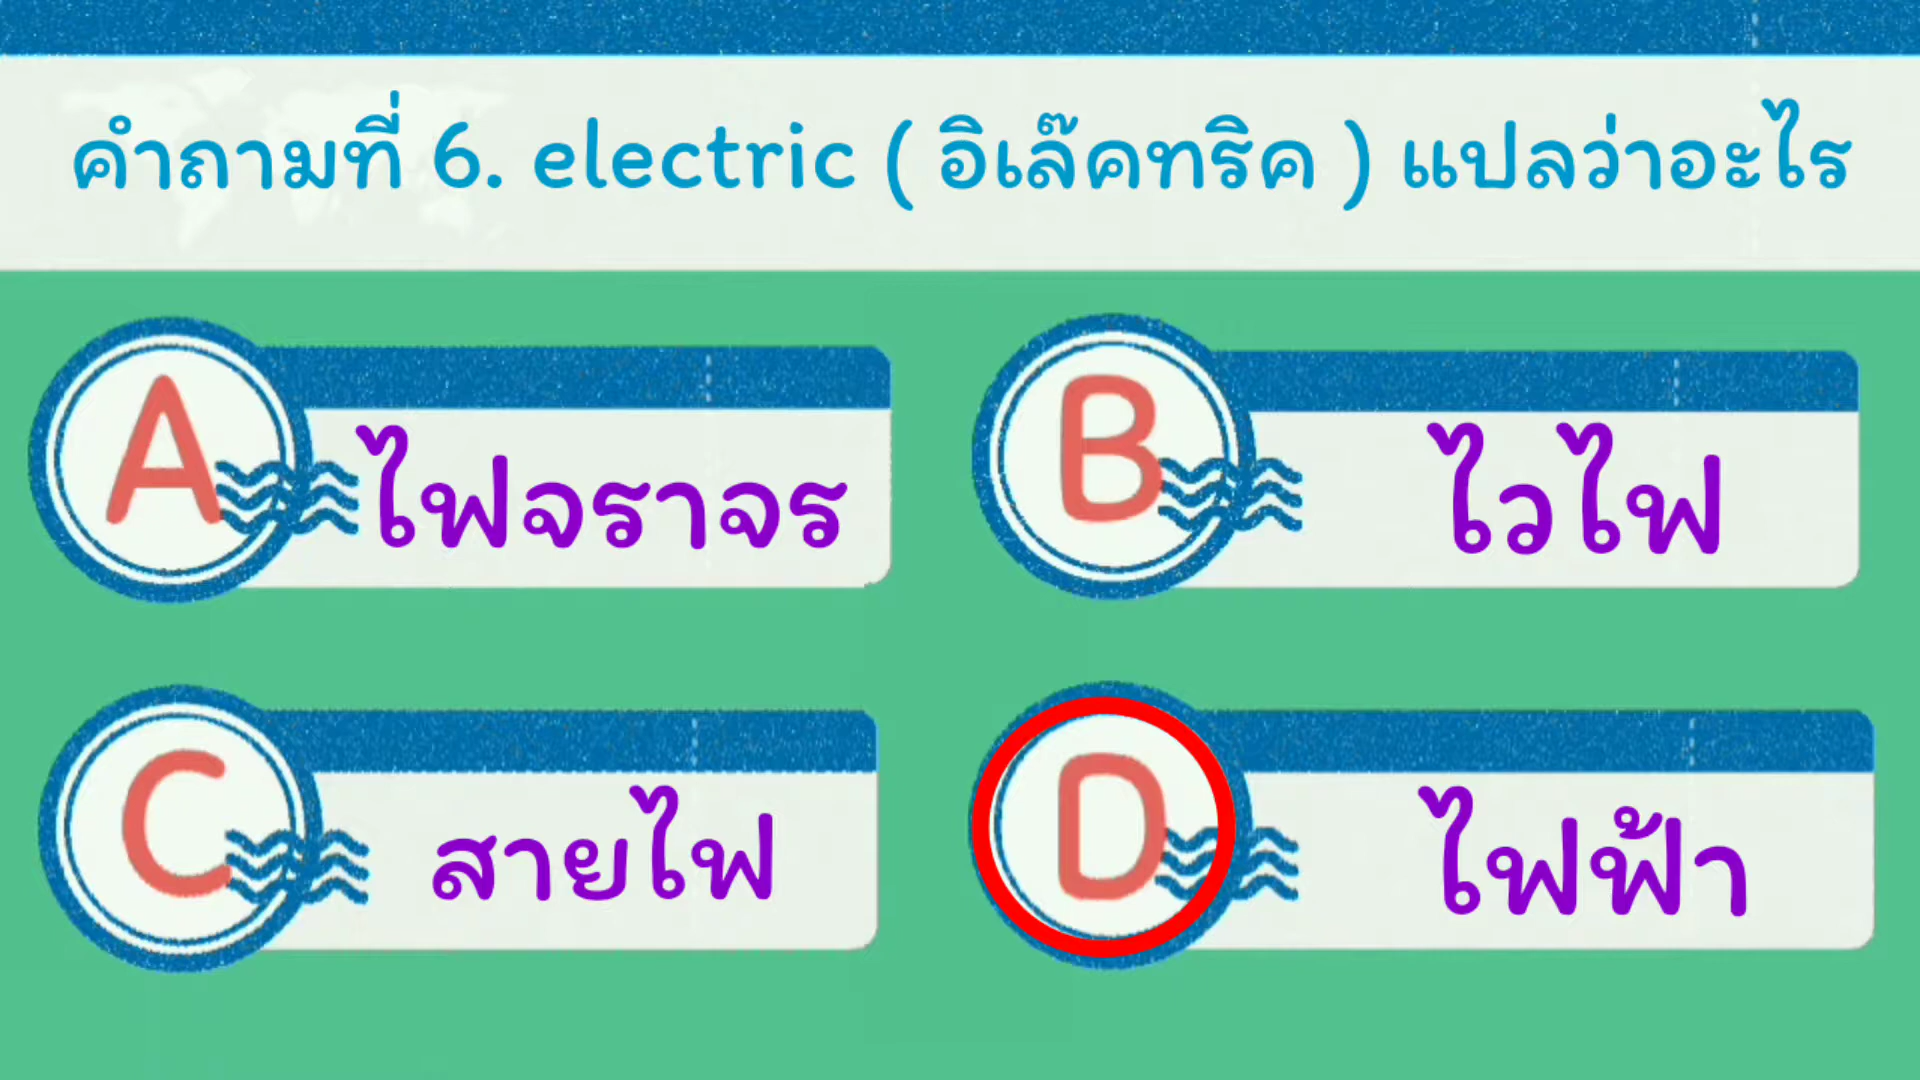 คำถามที่ 6. electric ( อิเล๊คทริค ) แปลว่าอะไร
A ไฟจราจร
B ไวไฟ
C สายไฟ
D ไฟฟ้า